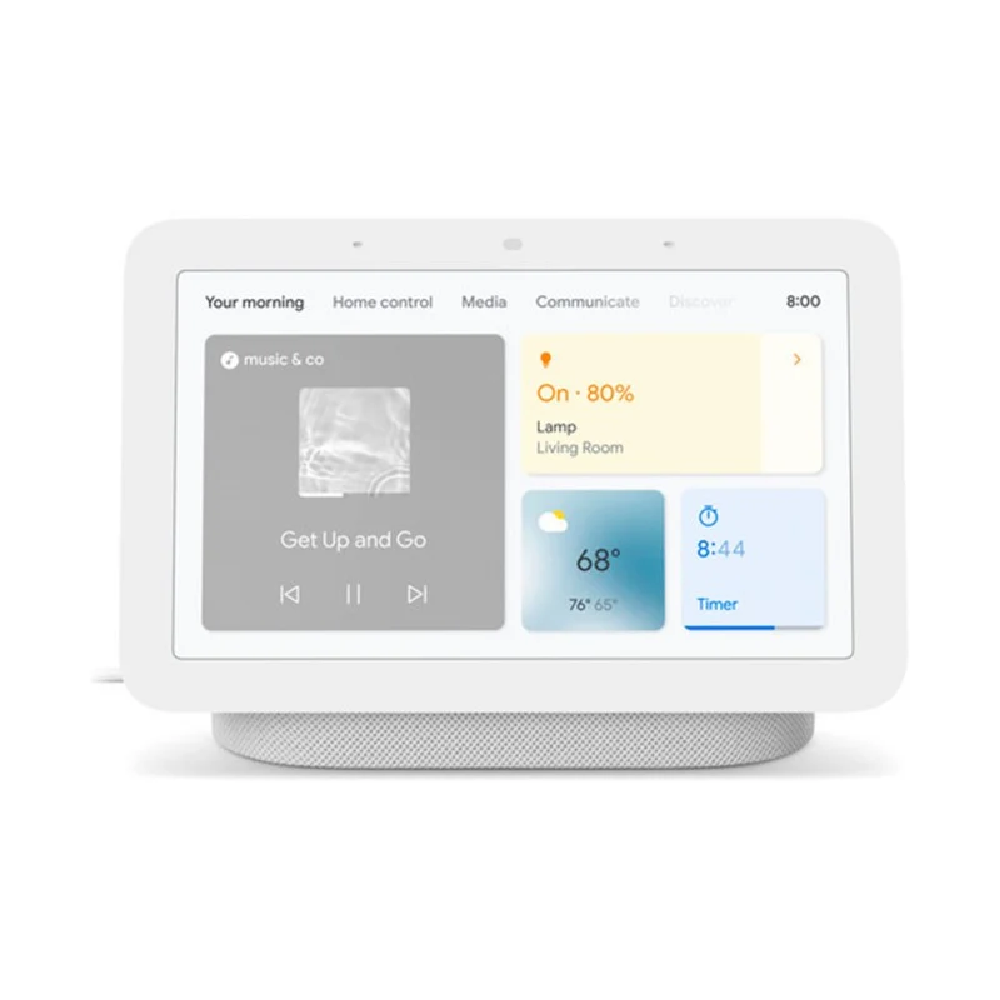 Your morning Home control Media Communicate Discover 8:00
music & co
Get Up and Go
On · 80%
Lamp
Living Room
68°
76° 65°
8:44
Timer